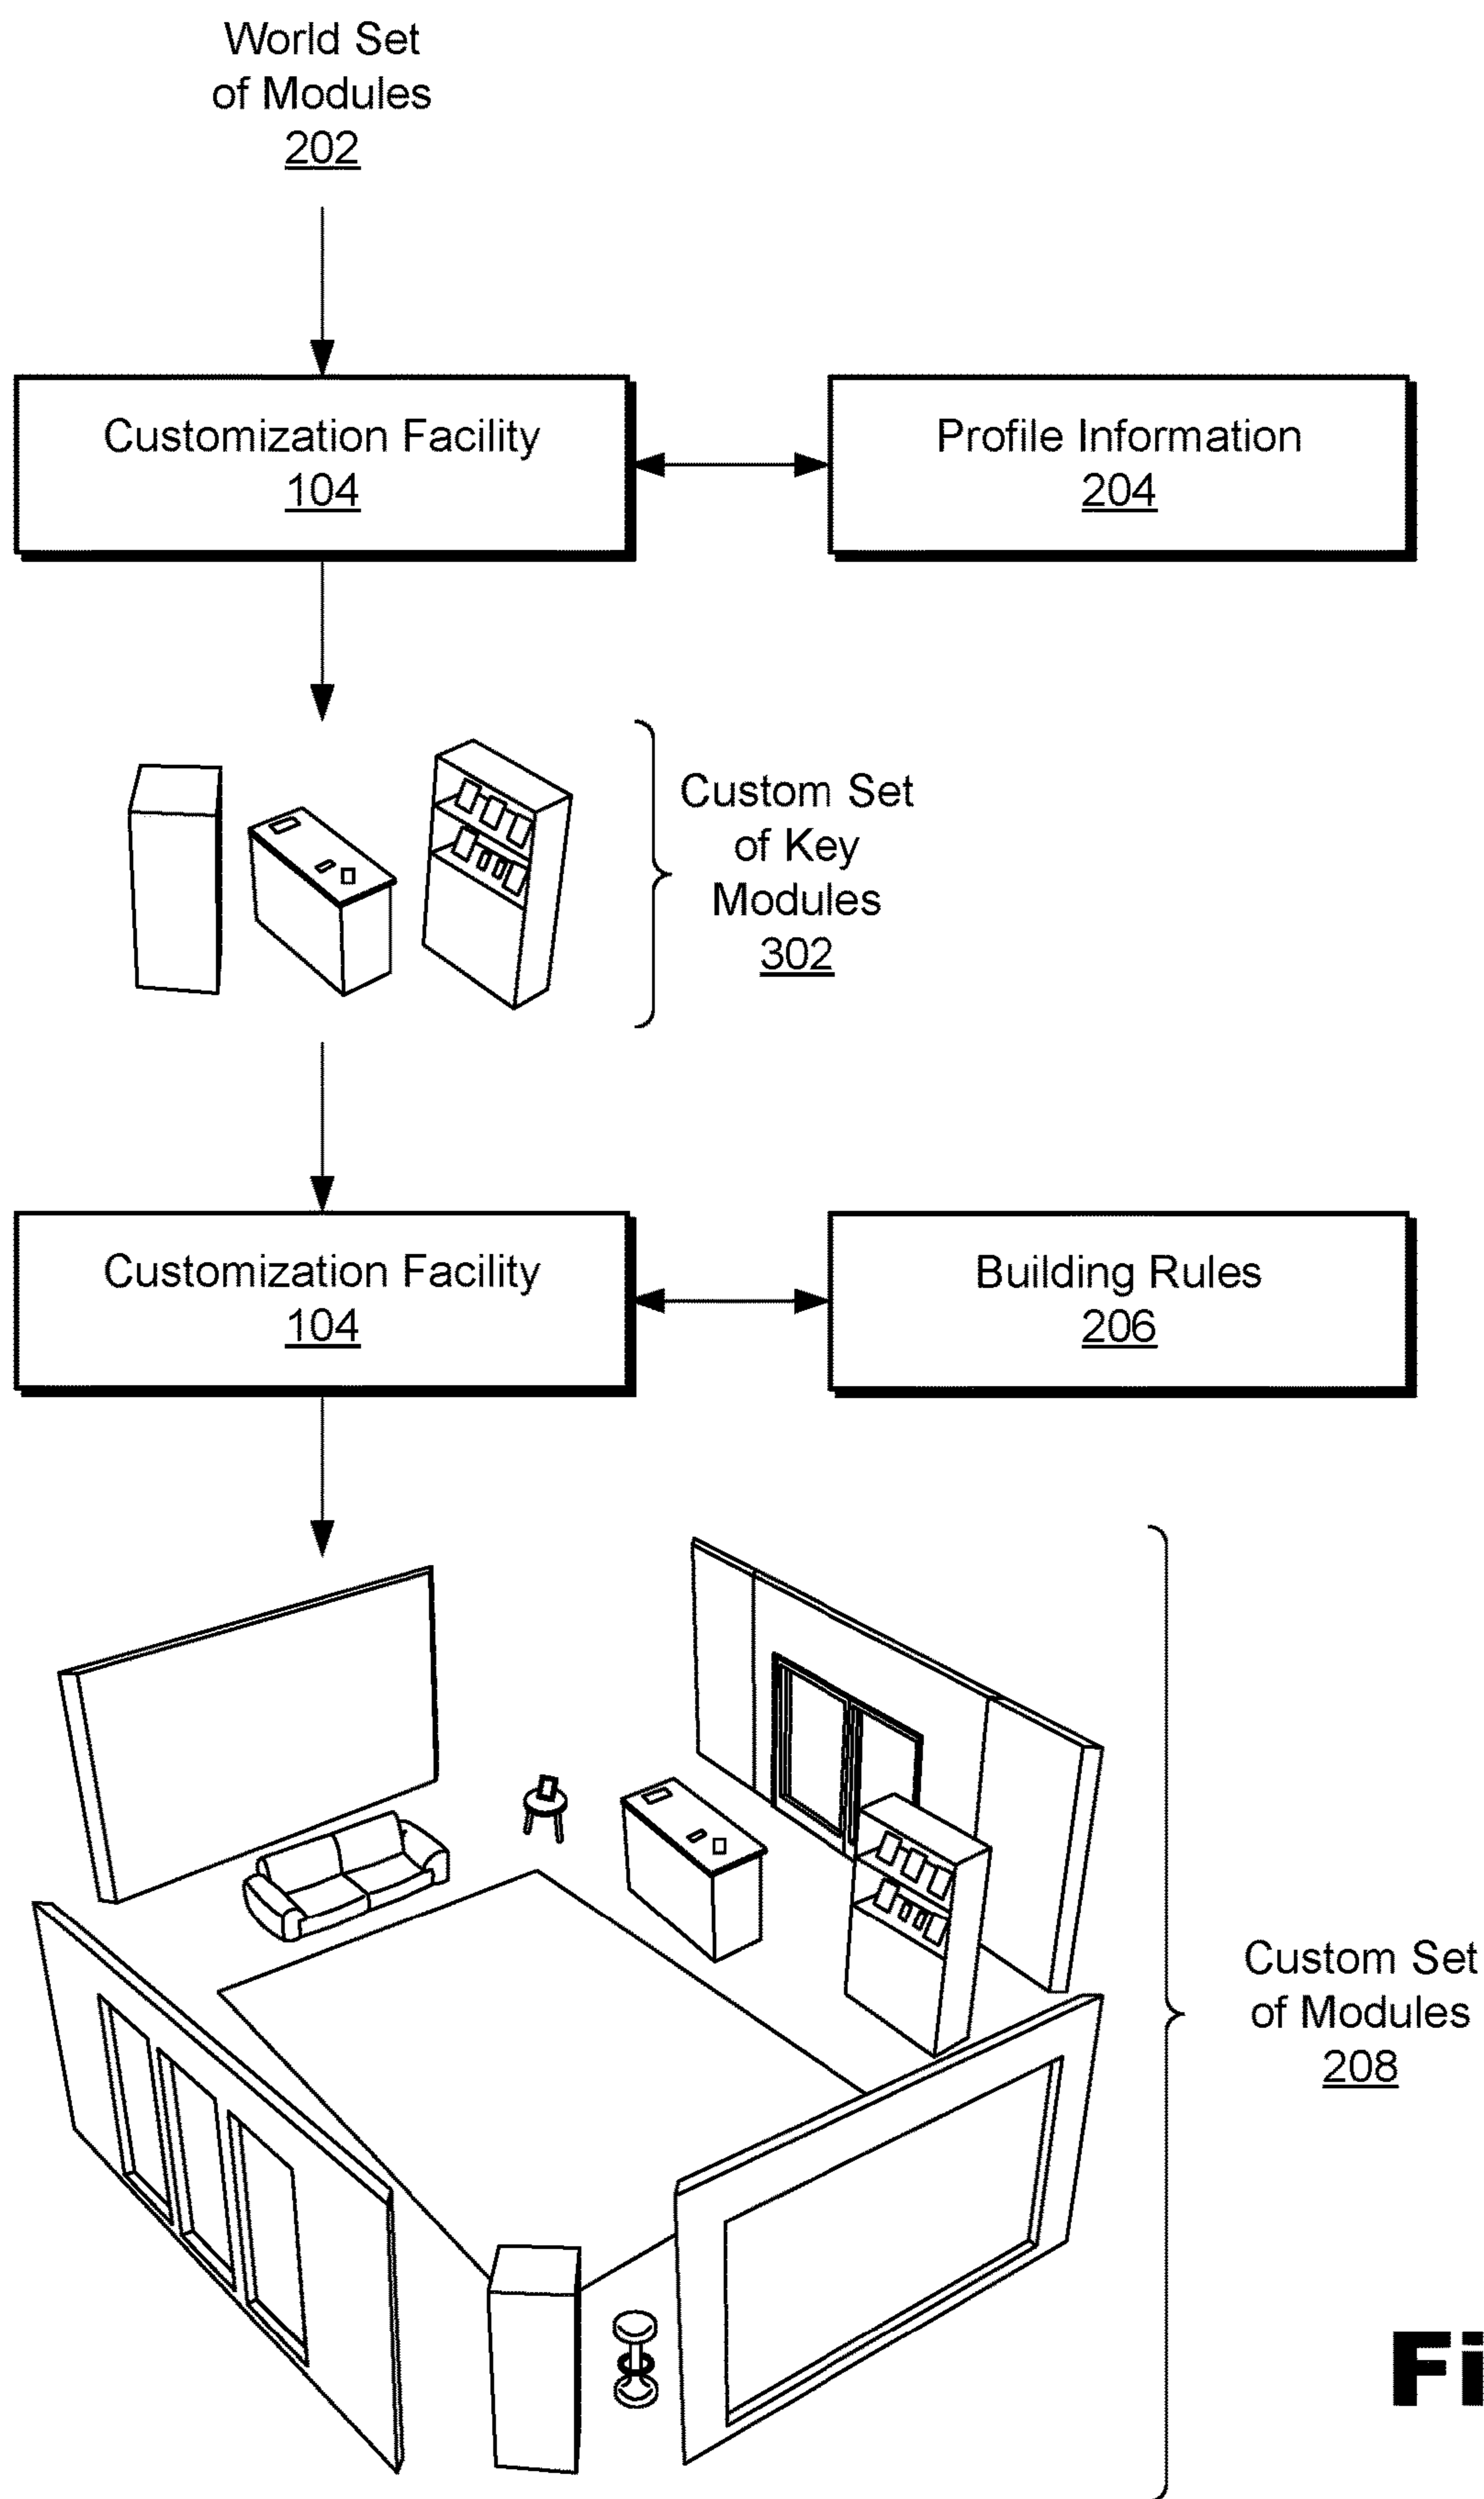 World Set
of Modules
202
Customization Facility
104
Profile Information
204
Custom Set
of Key
Modules
302
Customization Facility
104
Building Rules
206
Custom Set
of Modules
208
Fi